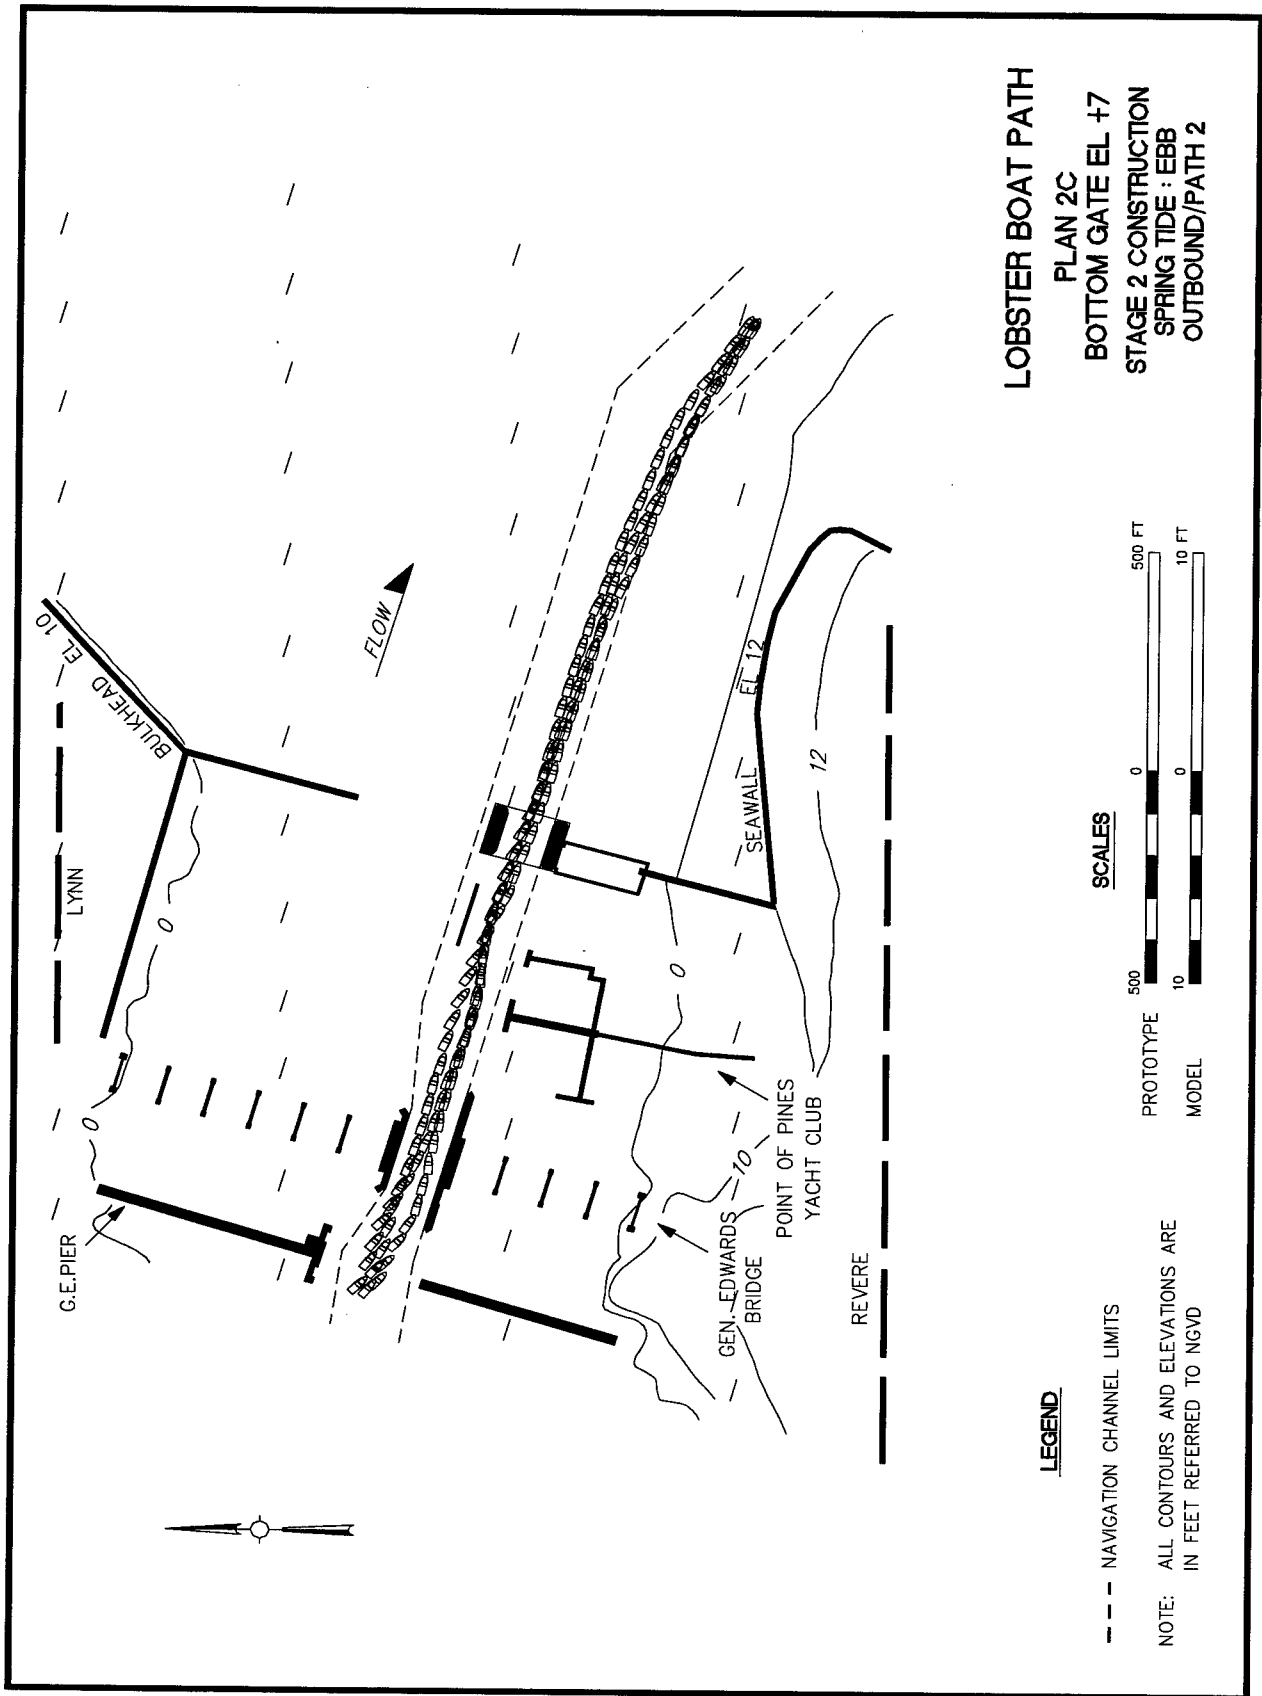 LYNN
BULKHEAD EL 10
0
0
G.E.PIER
FLOW
SEAWALL EL 12
12
0
10
POINT OF PINES
YACHT CLUB
GEN. EDWARDS
BRIDGE
REVERE
LOBSTER BOAT PATH
PLAN 2C
BOTTOM GATE EL +7
STAGE 2 CONSTRUCTION
SPRING TIDE : EBB
OUTBOUND/PATH 2
SCALES
PROTOTYPE 500 0 500 FT
MODEL 10 0 10 FT
LEGEND
--- NAVIGATION CHANNEL LIMITS
NOTE: ALL CONTOURS AND ELEVATIONS ARE
IN FEET REFERRED TO NGVD